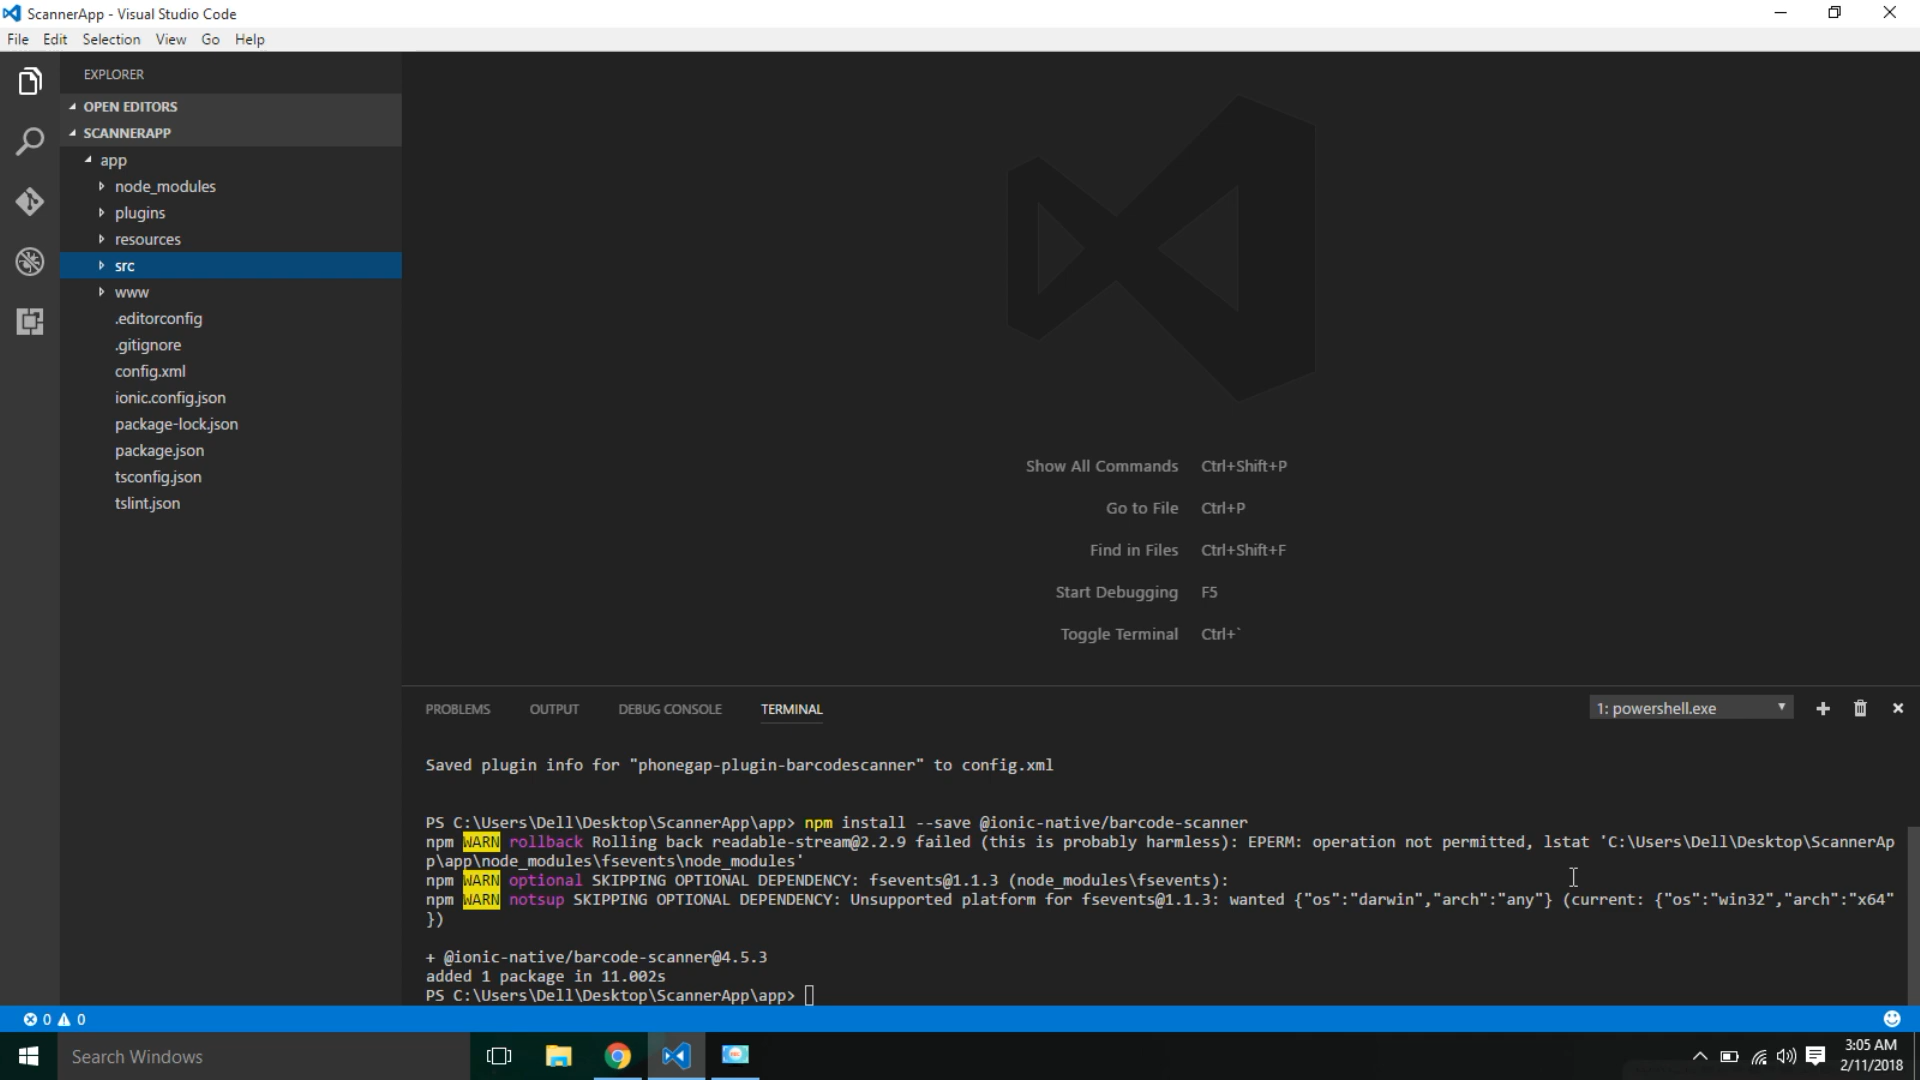 ScannerApp - Visual Studio Code
File Edit Selection View Go Help
EXPLORER
OPEN EDITORS
SCANNERAPP
app
node_modules
plugins
resources
src
www
.editorconfig
.gitignore
config.xml
ionic.config.json
package-lock.json
package.json
tsconfig.json
tslint.json
Show All Commands Ctrl+Shift+P
Go to File Ctrl+P
Find in Files Ctrl+Shift+F
Start Debugging F5
Toggle Terminal Ctrl+`
PROBLEMS OUTPUT DEBUG CONSOLE TERMINAL 1: powershell.exe
Saved plugin info for "phonegap-plugin-barcodescanner" to config.xml
PS C:\Users\Dell\Desktop\ScannerApp\app> npm install --save @ionic-native/barcode-scanner
npm WARN rollback Rolling back readable-stream@2.2.9 failed (this is probably harmless): EPERM: operation not permitted, lstat 'C:\Users\Dell\Desktop\ScannerAp
p\app\node_modules\fsevents\node_modules'
npm WARN optional SKIPPING OPTIONAL DEPENDENCY: fsevents@1.1.3 (node_modules\fsevents):
npm WARN notsup SKIPPING OPTIONAL DEPENDENCY: Unsupported platform for fsevents@1.1.3: wanted {"os":"darwin","arch":"any"} (current: {"os":"win32","arch":"x64"
})
+ @ionic-native/barcode-scanner@4.5.3
added 1 package in 11.002s
PS C:\Users\Dell\Desktop\ScannerApp\app>
0 0
Search Windows
3:05 AM
2/11/2018